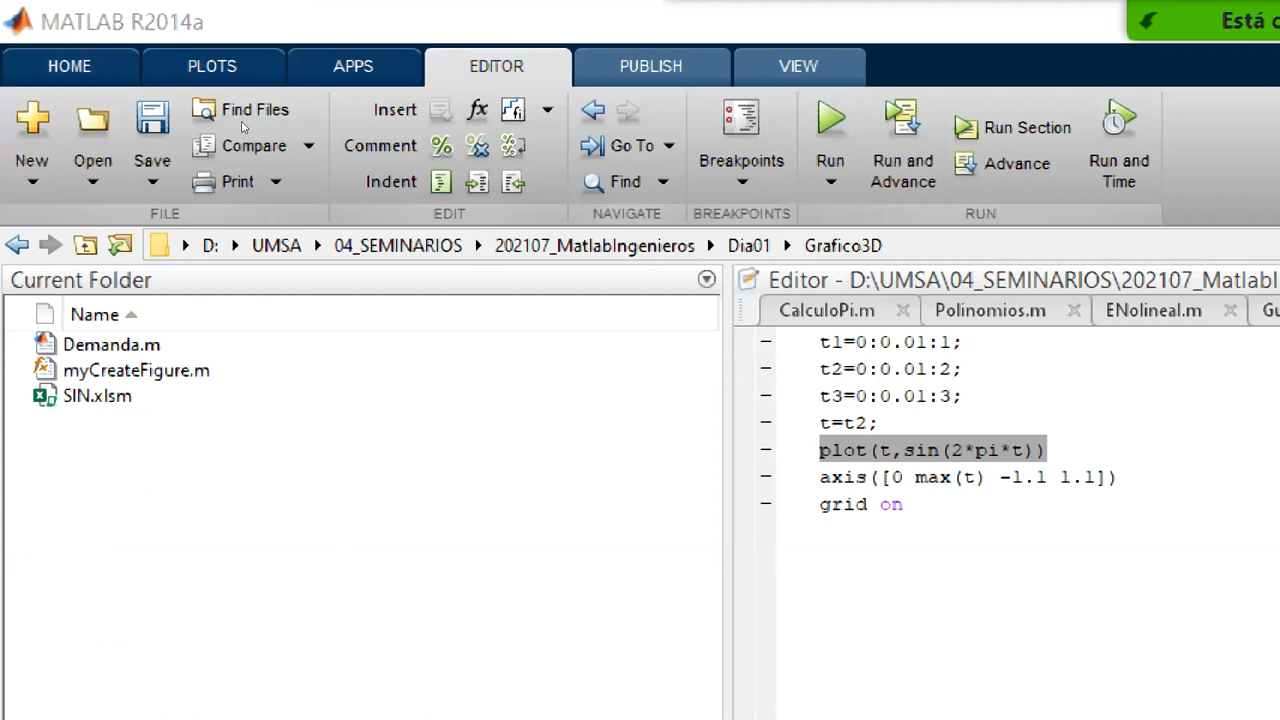 MATLAB R2014a
Está
HOME PLOTS APPS EDITOR PUBLISH VIEW
New Open Save Find Files Compare Print
FILE
Insert fx fi
Comment
Indent
EDIT
Go To
Find
NAVIGATE
Breakpoints
BREAKPOINTS
Run Run and Advance Run Section Advance Run and Time
RUN
D: UMSA 04_SEMINARIOS 202107_MatlabIngenieros Dia01 Grafico3D
Current Folder
Name
Demanda.m
myCreateFigure.m
SIN.xlsm
Editor - D:\UMSA\04_SEMINARIOS\202107_Matlabl
CalculoPi.m Polinomios.m ENolineal.m
t1=0:0.01:1;
t2=0:0.01:2;
t3=0:0.01:3;
t=t2;
plot(t,sin(2*pi*t))
axis([0 max(t) -1.1 1.1])
grid on